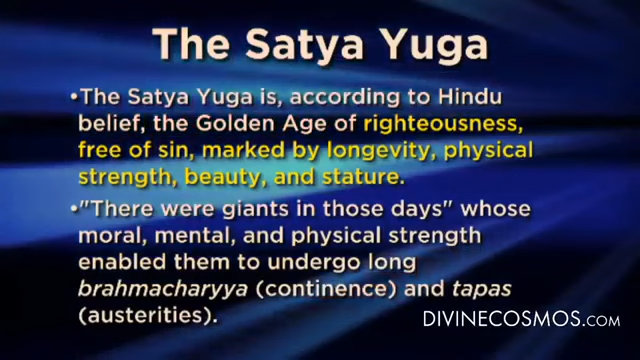 The Satya Yuga
•The Satya Yuga is, according to Hindu
belief, the Golden Age of righteousness,
free of sin, marked by longevity, physical
strength, beauty, and stature.
•"There were giants in those days" whose
moral, mental, and physical strength
enabled them to undergo long
brahmacharyya (continence) and tapas
(austerities).
DIVINECOSMOS.COM